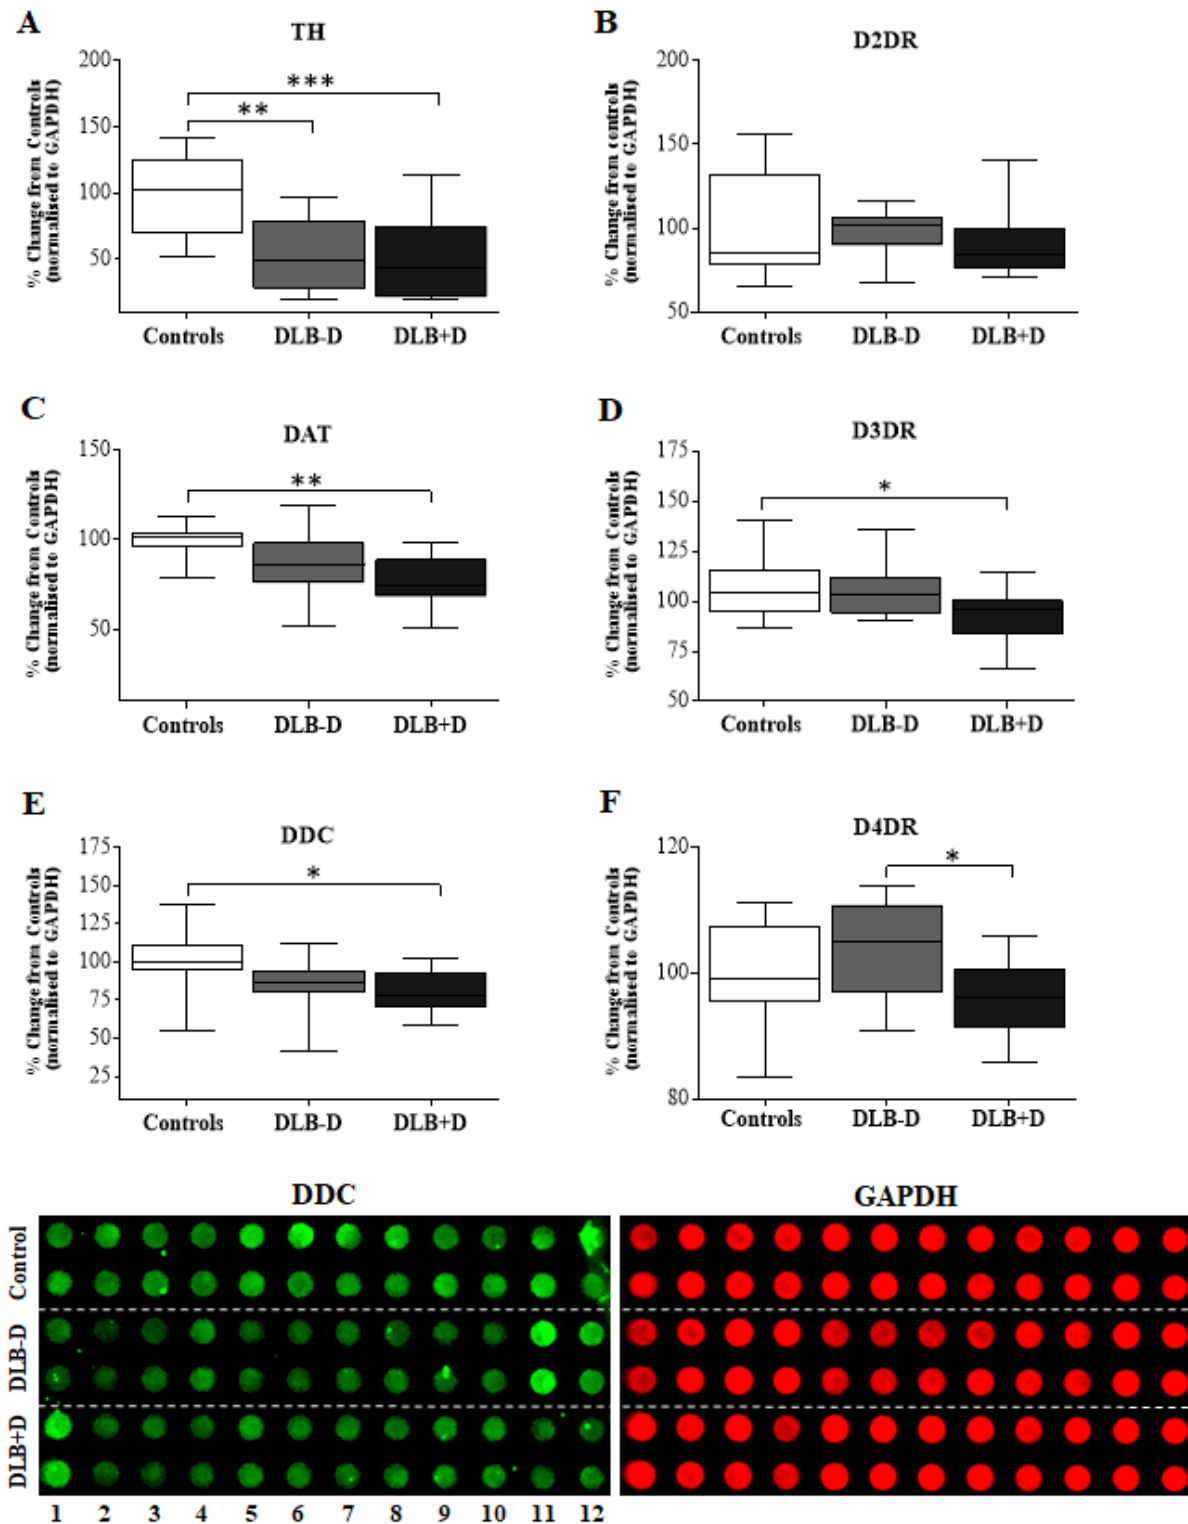 A
TH
% Change from Controls
(normalised to GAPDH)
200
150
100
50
***
**
Controls DLB-D DLB+D
B
D2DR
% Change from controls
(normalised to GAPDH)
200
150
100
50
Controls DLB-D DLB+D
C
DAT
% Change from Controls
(normalised to GAPDH)
150
100
50
**
Controls DLB-D DLB+D
D
D3DR
% Change from Controls
(normalised to GAPDH)
175
150
125
100
75
50
*
Controls DLB-D DLB+D
E
DDC
% Change from Controls
(normalised to GAPDH)
175
150
125
100
75
50
25
*
Controls DLB-D DLB+D
F
D4DR
% Change from Controls
(normalised to GAPDH)
120
100
80
*
Controls DLB-D DLB+D
DDC
GAPDH
Control
DLB-D
DLB+D
1 2 3 4 5 6 7 8 9 10 11 12